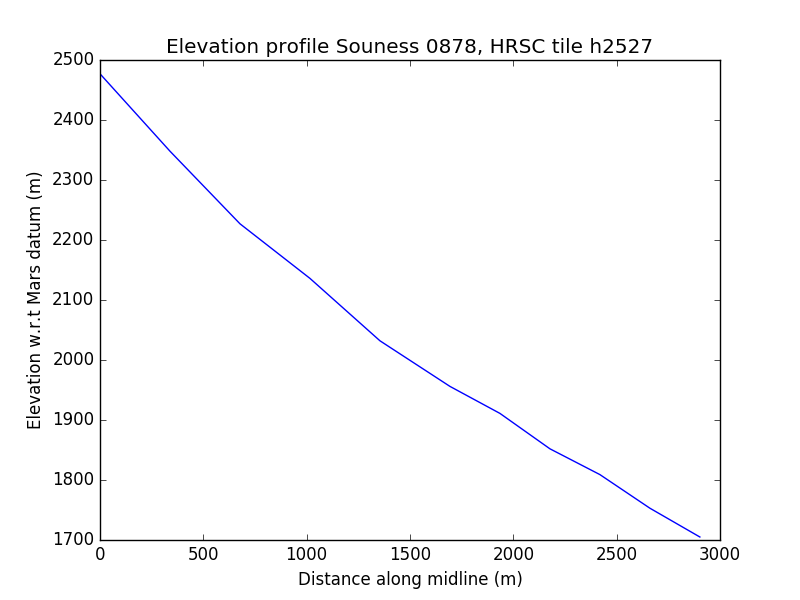 Elevation profile Souness 0878, HRSC tile h2527
2500
2400
2300
2200
2100
2000
1900
1800
1700
Elevation w.r.t Mars datum (m)
0 500 1000 1500 2000 2500 3000
Distance along midline (m)